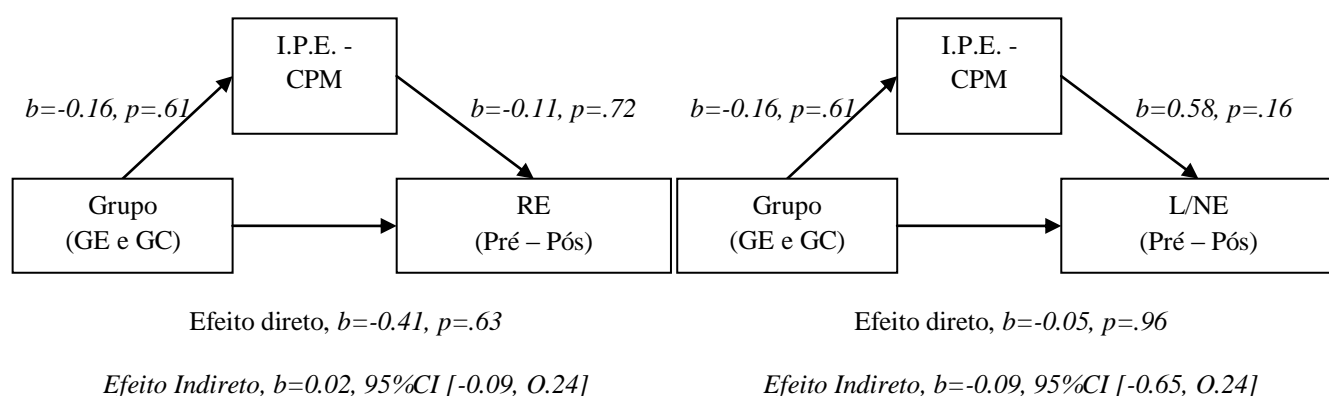 I.P.E. -
CPM
b=-0.16, p=.61
b=-0.11, p=.72
Grupo
(GE e GC)
RE
(Pré – Pós)
Efeito direto, b=-0.41, p=.63
Efeito Indireto, b=0.02, 95%CI [-0.09, O.24]
I.P.E. -
CPM
b=-0.16, p=.61
b=0.58, p=.16
Grupo
(GE e GC)
L/NE
(Pré – Pós)
Efeito direto, b=-0.05, p=.96
Efeito Indireto, b=-0.09, 95%CI [-0.65, O.24]